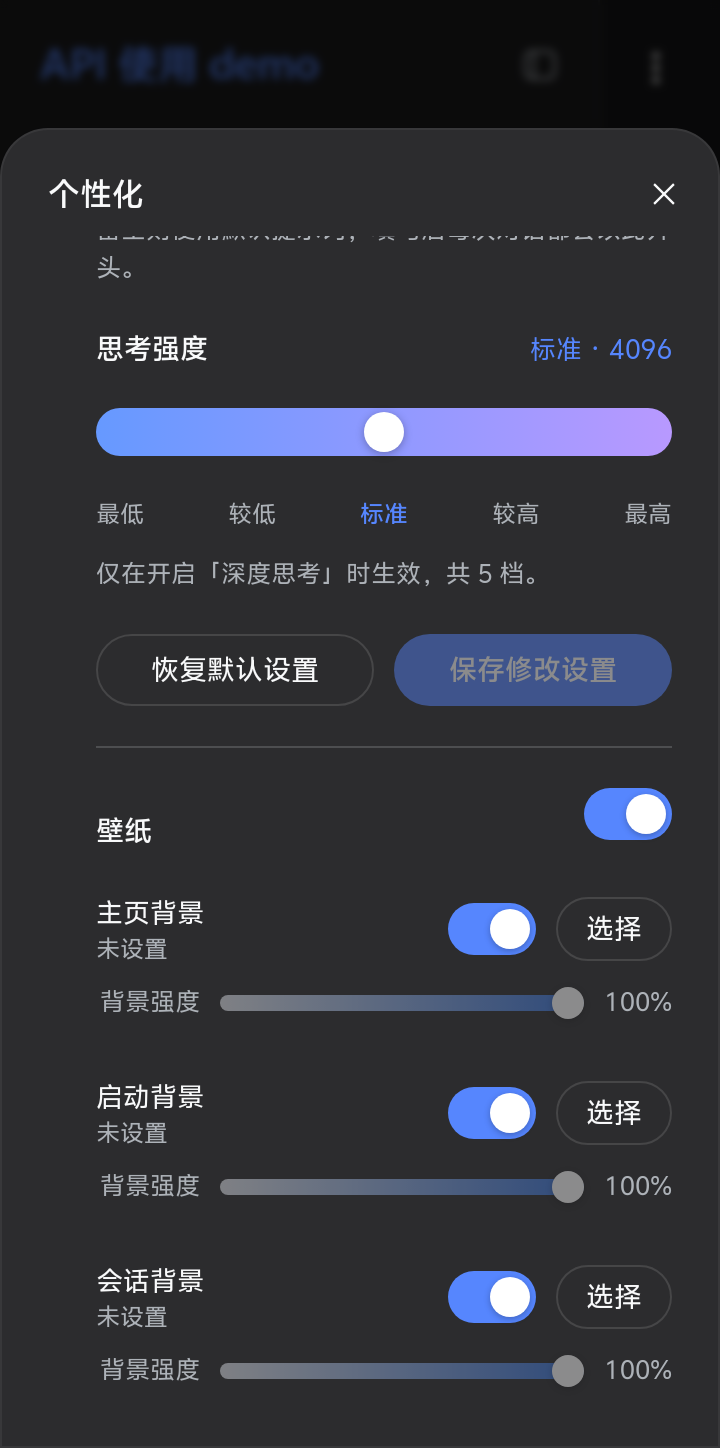 API 使用 demo
个性化
头。
思考强度
标准 · 4096
最低 较低 标准 较高 最高
仅在开启「深度思考」时生效，共 5 档。
恢复默认设置 保存修改设置
壁纸
主页背景
未设置
选择
背景强度 100%
启动背景
未设置
选择
背景强度 100%
会话背景
未设置
选择
背景强度 100%